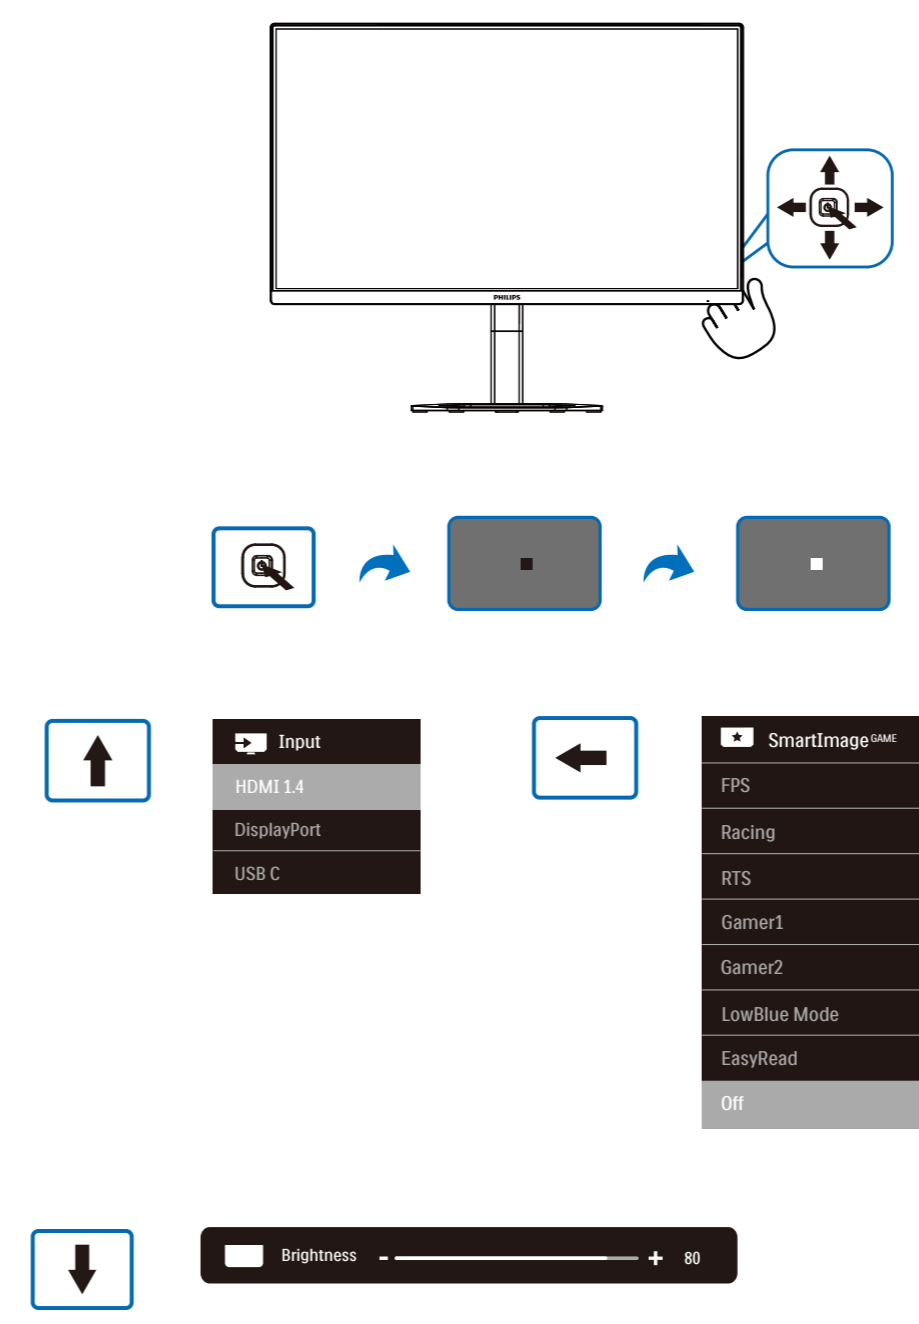 PHILIPS
Input
HDMI 1.4
DisplayPort
USB C
SmartImage GAME
FPS
Racing
RTS
Gamer1
Gamer2
LowBlue Mode
EasyRead
Off
Brightness - + 80